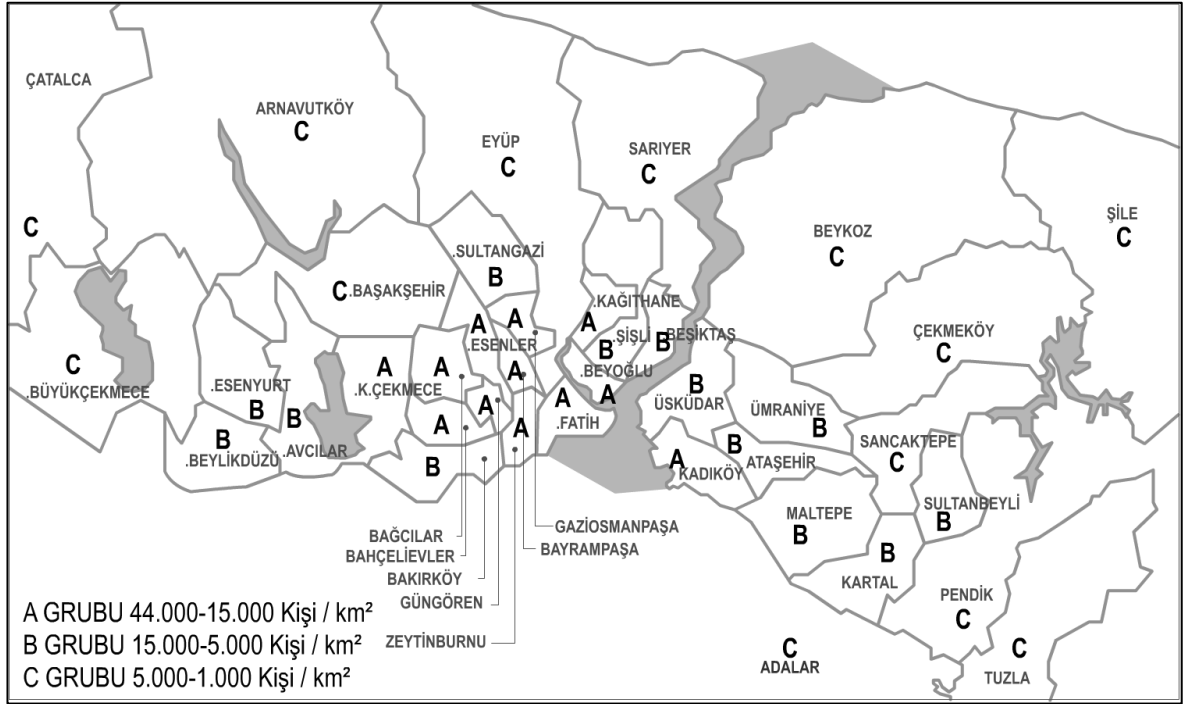 ÇATALCA
C
ARNAVUTKÖY
C
EYÜP
C
SARIYER
C
BEYKOZ
C
ŞİLE
C
.SULTANGAZİ
B
C.BAŞAKŞEHİR
ÇEKMEKÖY
C
C
.BÜYÜKÇEKMECE
.ESENYURT
B
B
.BEYLİKDÜZÜ
B
.AVCILAR
A
.K.ÇEKMECE
A
A
.ESENLER
A
A
A
A
B
A
.KAĞITHANE
A
.ŞİŞLİ
B
BEŞİKTAŞ
B
.BEYOĞLU
A
A
.FATİH
B
ÜSKÜDAR
ÜMRANİYE
B
A
KADIKÖY
B
ATAŞEHİR
SANCAKTEPE
C
SULTANBEYLİ
B
MALTEPE
B
B
KARTAL
PENDİK
C
C
TUZLA
C
ADALAR
GAZİOSMANPAŞA
BAYRAMPAŞA
BAĞCILAR
BAHÇELİEVLER
BAKIRKÖY
GÜNGÖREN
ZEYTİNBURNU
A GRUBU 44.000-15.000 Kişi / km²
B GRUBU 15.000-5.000 Kişi / km²
C GRUBU 5.000-1.000 Kişi / km²